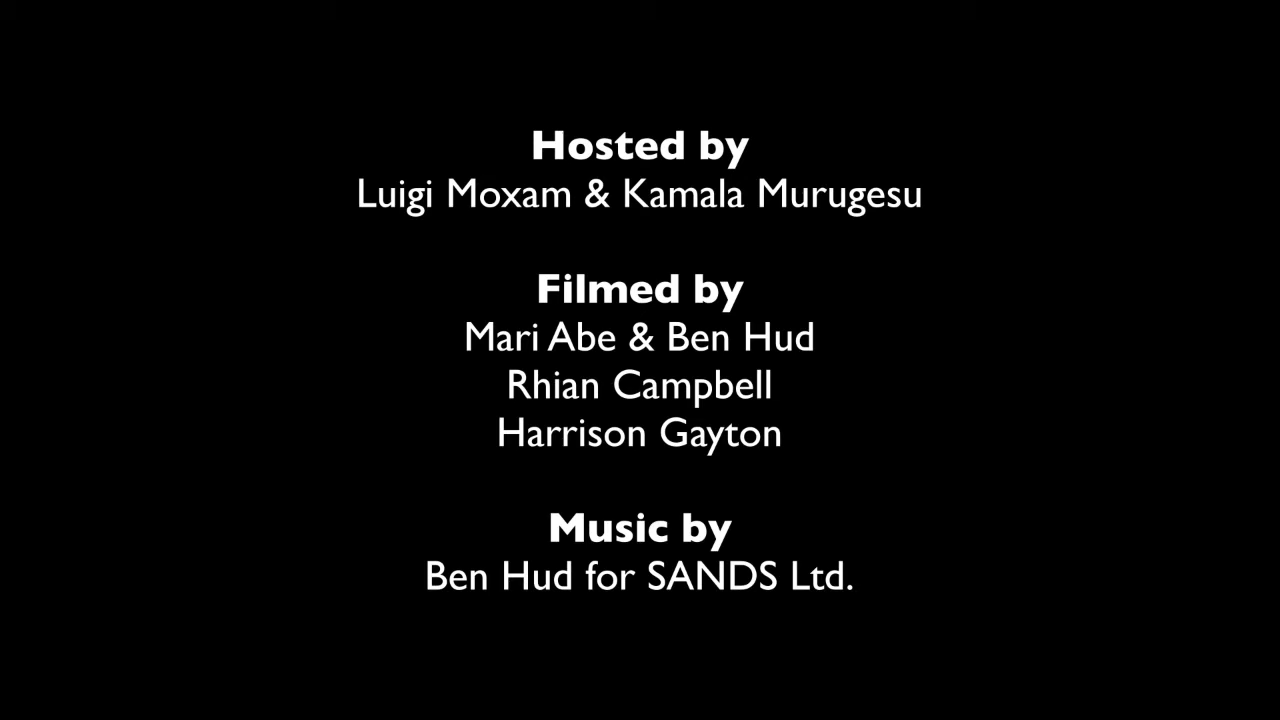 Hosted by
Luigi Moxam & Kamala Murugesu
Filmed by
Mari Abe & Ben Hud
Rhian Campbell
Harrison Gayton
Music by
Ben Hud for SANDS Ltd.